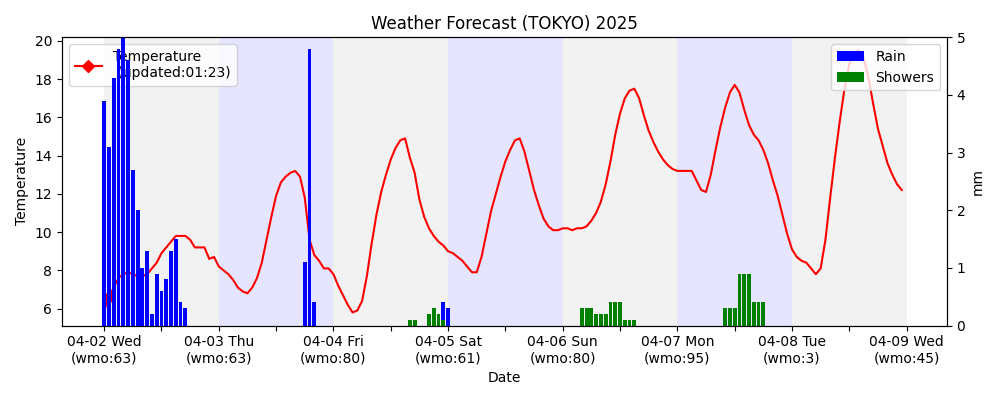 Weather Forecast (TOKYO) 2025
Temperature
(updated:01:23)
Rain
Showers
20
18
16
14
12
10
8
6
Temperature
5
4
3
2
1
0
mm
04-02 Wed
(wmo:63)
04-03 Thu
(wmo:63)
04-04 Fri
(wmo:80)
04-05 Sat
(wmo:61)
04-06 Sun
(wmo:80)
04-07 Mon
(wmo:95)
04-08 Tue
(wmo:3)
04-09 Wed
(wmo:45)
Date